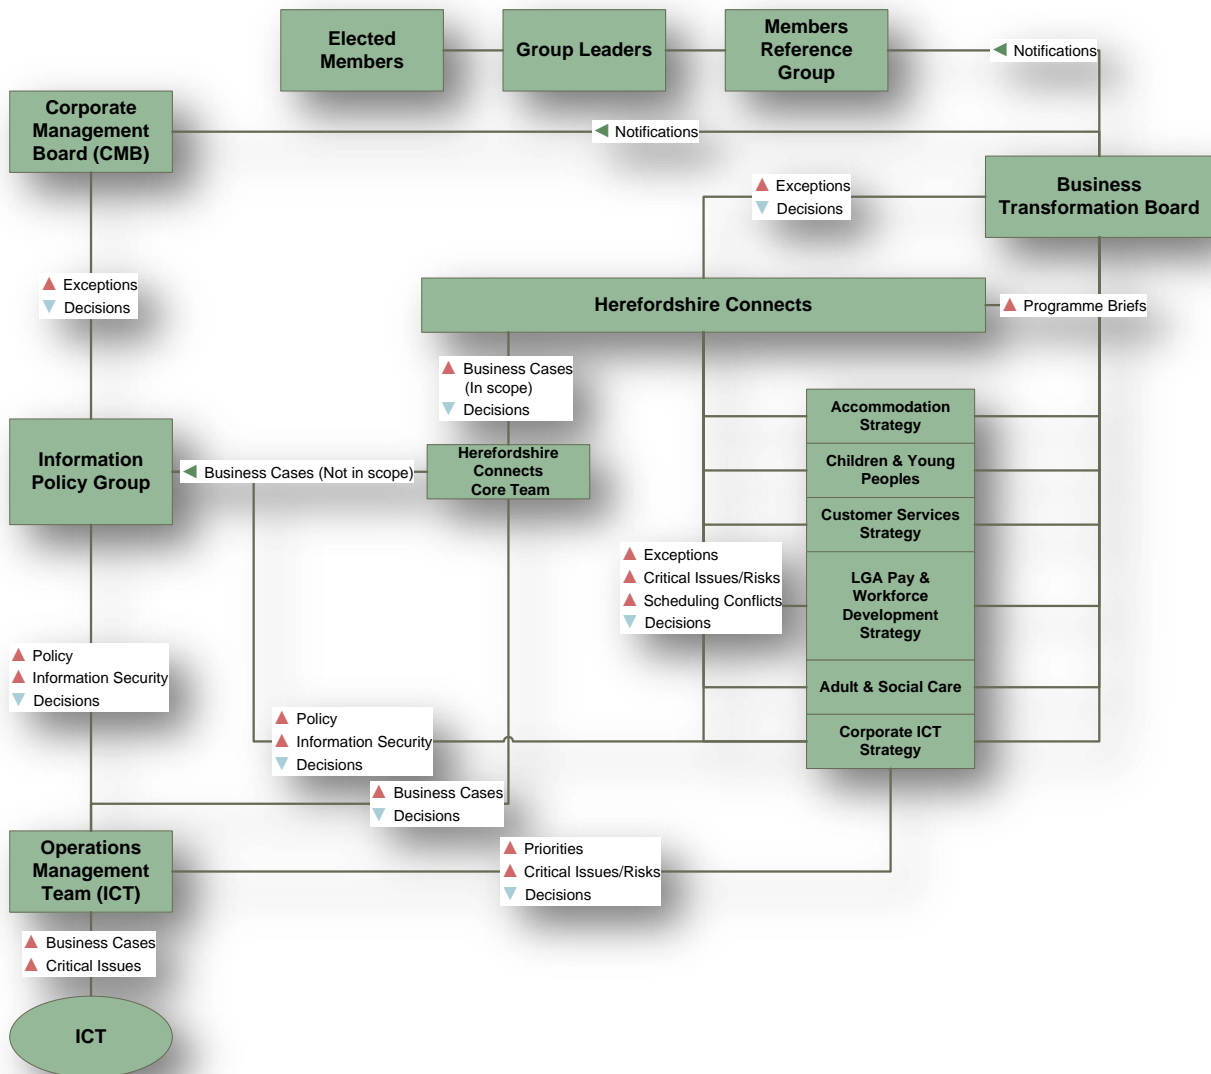 Elected
Members
Group Leaders
Members
Reference
Group
Notifications
Corporate
Management
Board (CMB)
Notifications
Business
Transformation Board
Exceptions
Decisions
Exceptions
Decisions
Herefordshire Connects
Programme Briefs
Business Cases
(In scope)
Decisions
Accommodation
Strategy
Information
Policy Group
Business Cases (Not in scope)
Herefordshire
Connects
Core Team
Children & Young
Peoples
Customer Services
Strategy
Exceptions
Critical Issues/Risks
Scheduling Conflicts
Decisions
LGA Pay &
Workforce
Development
Strategy
Policy
Information Security
Decisions
Adult & Social Care
Policy
Information Security
Decisions
Corporate ICT
Strategy
Business Cases
Decisions
Operations
Management
Team (ICT)
Priorities
Critical Issues/Risks
Decisions
Business Cases
Critical Issues
ICT